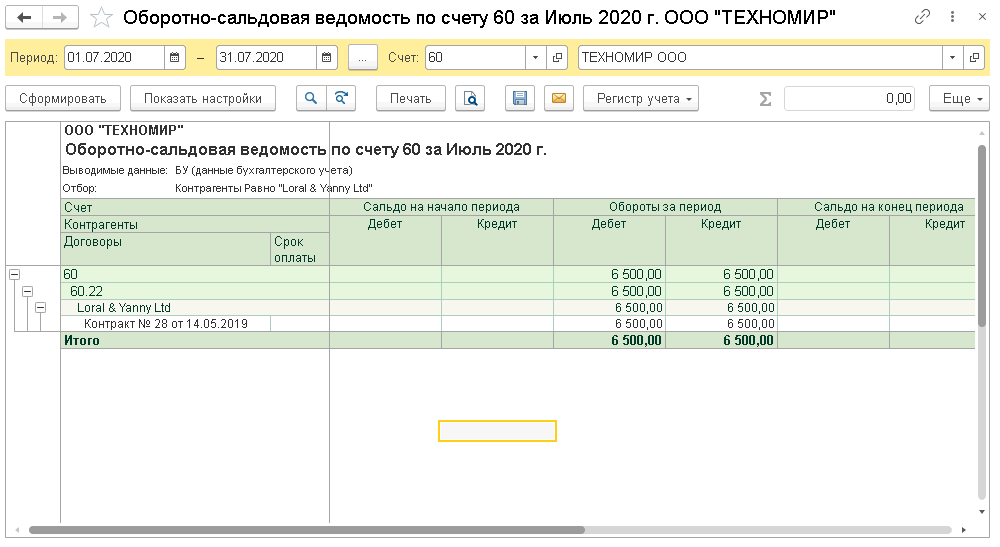 Оборотно-сальдовая ведомость по счету 60 за Июль 2020 г. ООО "ТЕХНОМИР"
Период: 01.07.2020 – 31.07.2020 ... Счет: 60 ТЕХНОМИР ООО
Сформировать Показать настройки Печать Регистр учета Σ 0,00 Еще
ООО "ТЕХНОМИР"
Оборотно-сальдовая ведомость по счету 60 за Июль 2020 г.
Выводимые данные: БУ (данные бухгалтерского учета)
Отбор: Контрагенты Равно "Loral & Yanny Ltd"
Счет Сальдо на начало периода Обороты за период Сальдо на конец периода
Контрагенты Дебет Кредит Дебет Кредит Дебет Кредит
Договоры Срок оплаты
60 6 500,00 6 500,00
60.22 6 500,00 6 500,00
Loral & Yanny Ltd 6 500,00 6 500,00
Контракт № 28 от 14.05.2019 6 500,00 6 500,00
Итого 6 500,00 6 500,00